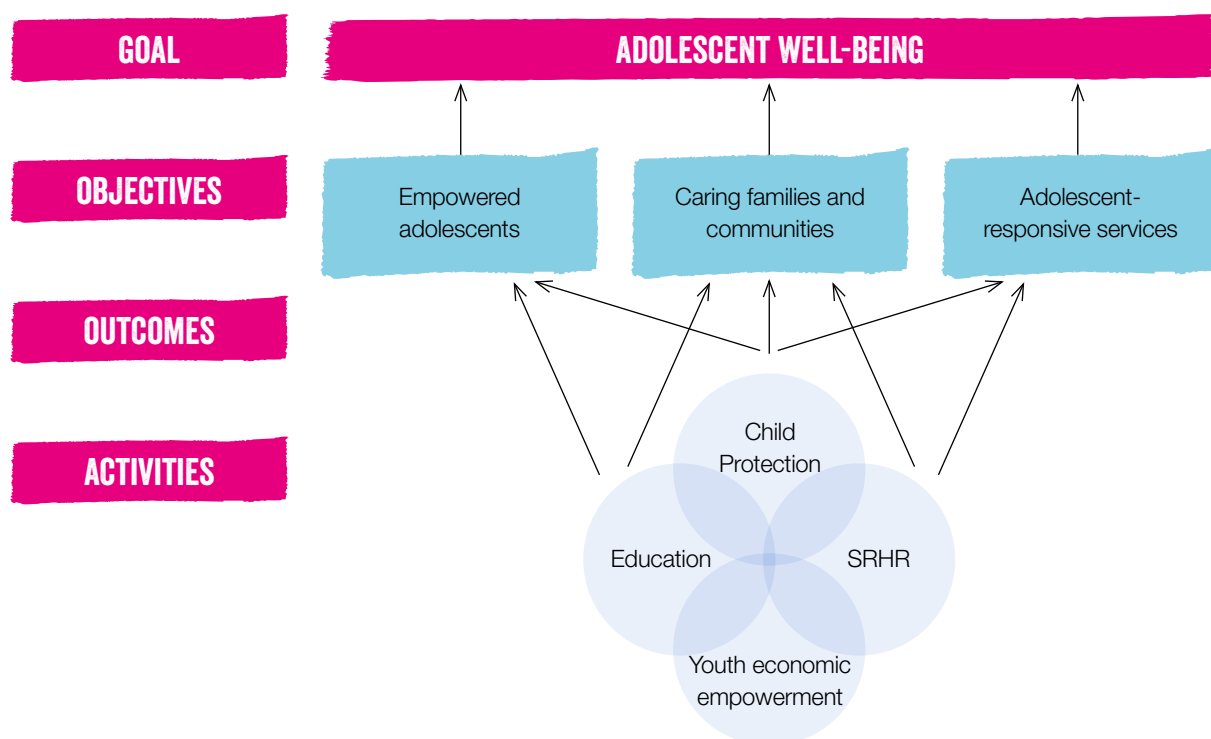 GOAL
ADOLESCENT WELL-BEING
OBJECTIVES
Empowered
adolescents
Caring families and
communities
Adolescent-
responsive services
OUTCOMES
ACTIVITIES
Child
Protection
Education
SRHR
Youth economic
empowerment